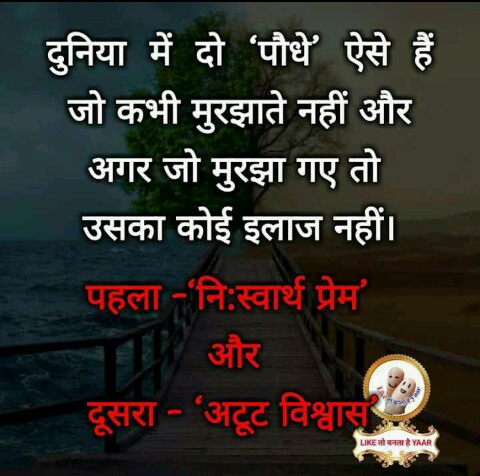 दुनिया में दो ‘पौधे’ ऐसे हैं
जो कभी मुरझाते नहीं और
अगर जो मुरझा गए तो
उसका कोई इलाज नहीं।
पहला -‘नि:स्वार्थ प्रेम’
और
दूसरा - ‘अटूट विश्वास’
LIKE तो बनता है YAAR